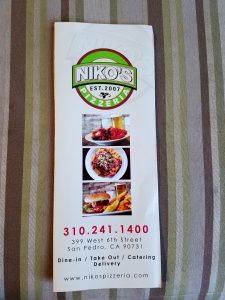 NIKO'S
EST. 2007
PIZZERIA
310.241.1400
399 West 6th Street
San Pedro, CA 90731
Dine-in / Take Out / Catering
Delivery
www.nikospizzeria.com